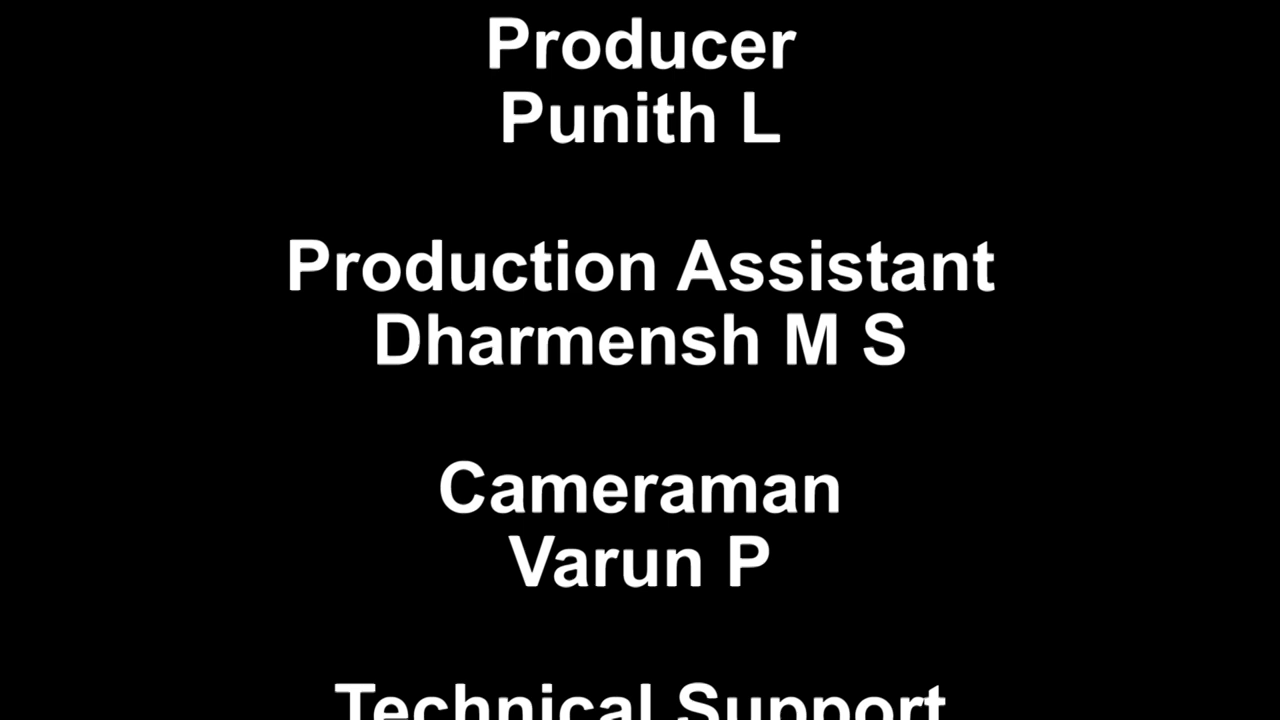 Producer
Punith L
Production Assistant
Dharmensh M S
Cameraman
Varun P
Technical Support